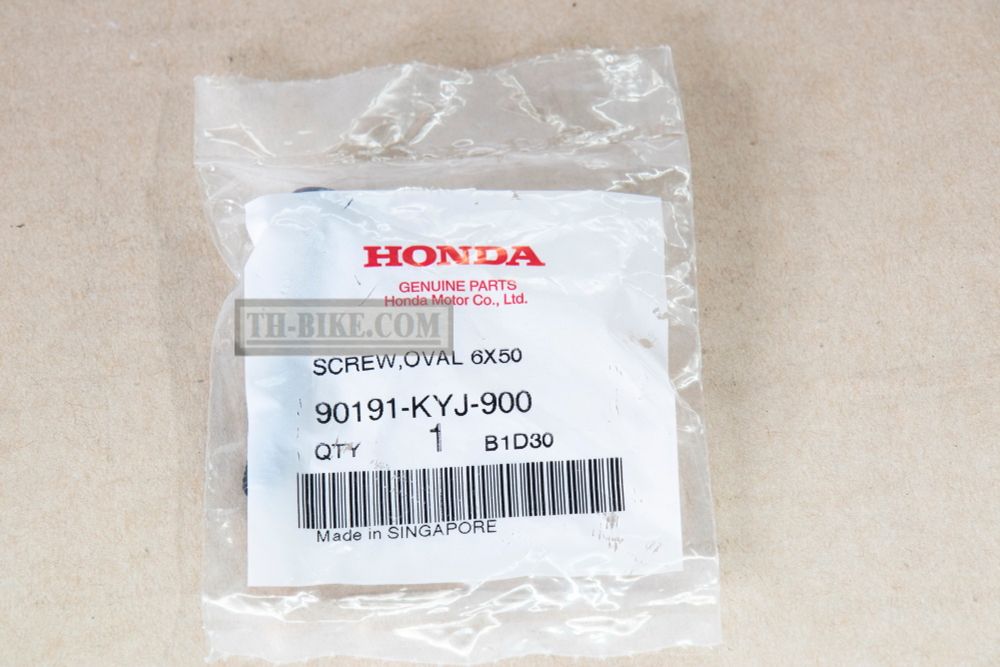 HONDA
GENUINE PARTS
Honda Motor Co., Ltd.
TH-BIKE.COM
SCREW,OVAL 6X50
90191-KYJ-900
QTY 1 B1D30
Made in SINGAPORE